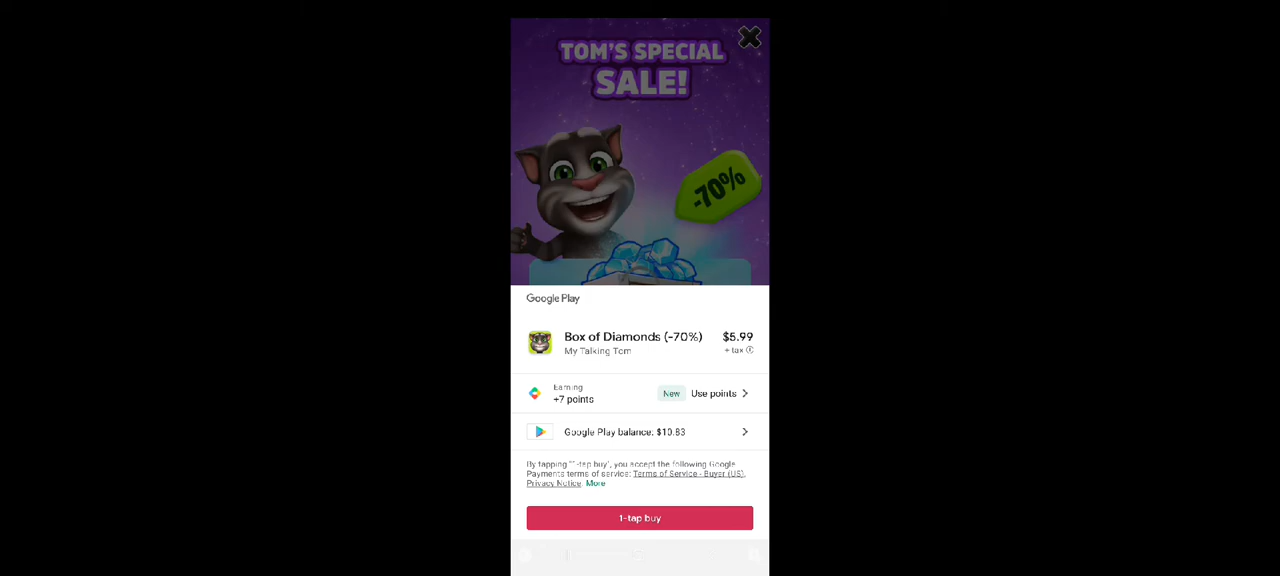 TOM'S SPECIAL
SALE!
-70%
Google Play
Box of Diamonds (-70%) $5.99
My Talking Tom + tax
Earning
+7 points New Use points
Google Play balance: $10.83
By tapping "1-tap buy", you accept the following Google
Payments terms of service: Terms of Service - Buyer (US),
Privacy Notice. More
1-tap buy